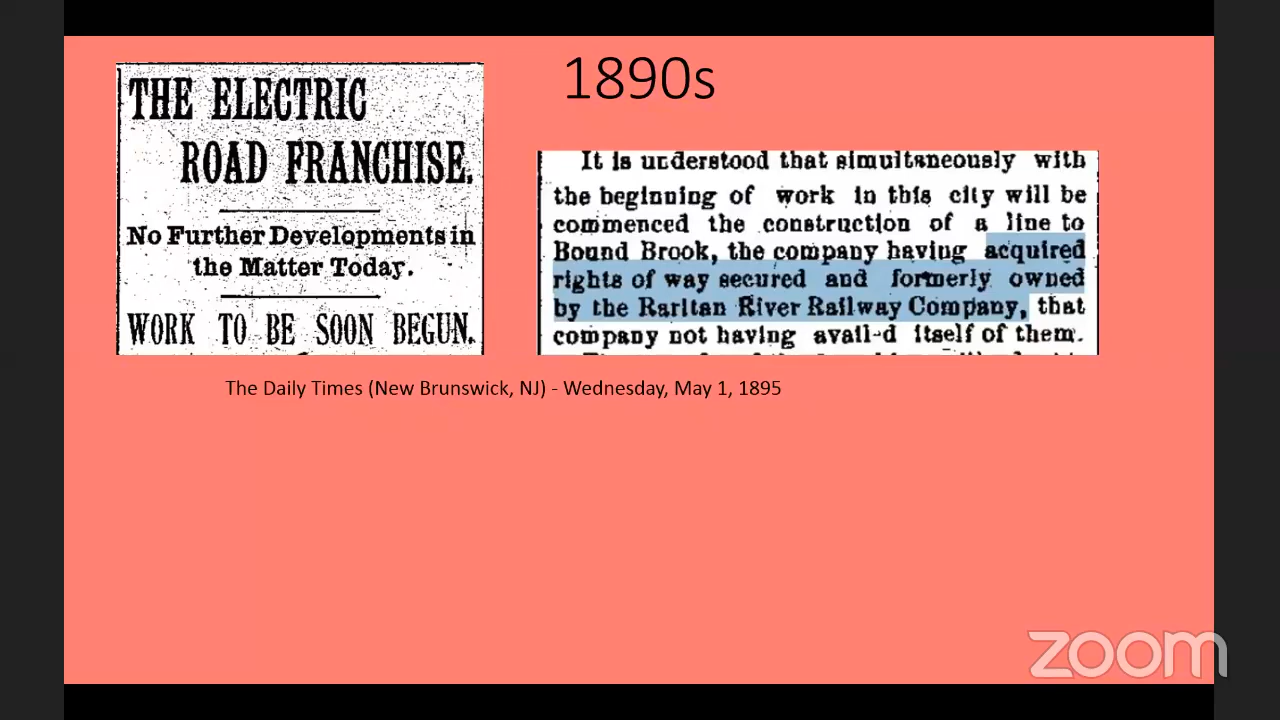 1890s
THE ELECTRIC
ROAD FRANCHISE.
No Further Developments in
the Matter Today.
WORK TO BE SOON BEGUN.
It is understood that simultaneously with
the beginning of work in this city will be
commenced the construction of a line to
Bound Brook, the company having acquired
rights of way secured and formerly owned
by the Raritan River Railway Company, that
company not having availed itself of them.
The Daily Times (New Brunswick, NJ) - Wednesday, May 1, 1895
zoom